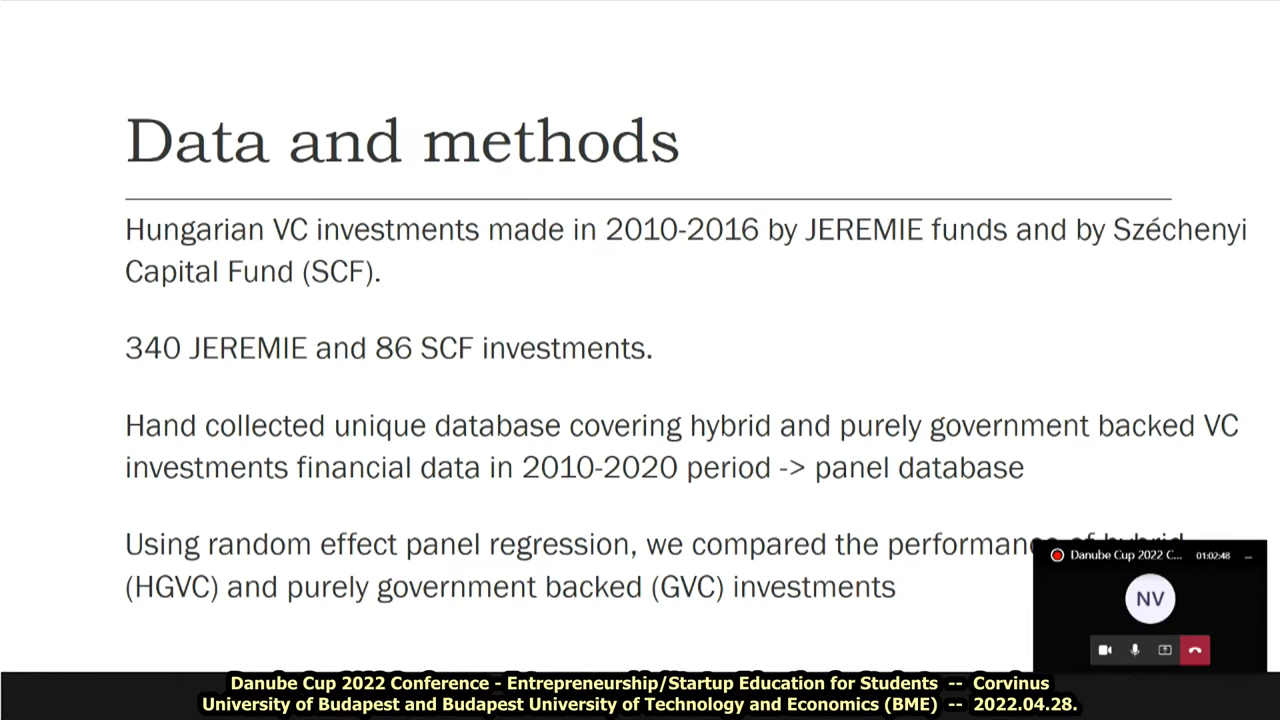 Data and methods
Hungarian VC investments made in 2010-2016 by JEREMIE funds and by Széchenyi
Capital Fund (SCF).
340 JEREMIE and 86 SCF investments.
Hand collected unique database covering hybrid and purely government backed VC
investments financial data in 2010-2020 period -> panel database
Using random effect panel regression, we compared the performance of hybrid
(HGVC) and purely government backed (GVC) investments
Danube Cup 2022 C... 01:02:48
NV
Danube Cup 2022 Conference - Entrepreneurship/Startup Education for Students -- Corvinus
University of Budapest and Budapest University of Technology and Economics (BME) -- 2022.04.28.